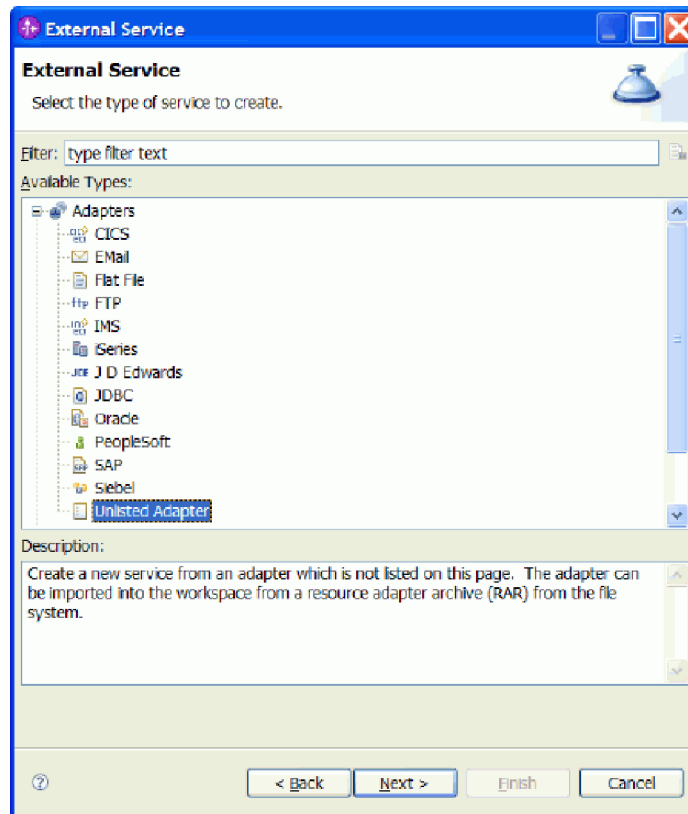 External Service
External Service
Select the type of service to create.
Filter: type filter text
Available Types:
Adapters
CICS
EMail
Flat File
ftp FTP
IMS
iSeries
JDE J D Edwards
JDBC
Oracle
PeopleSoft
SAP
Siebel
Unlisted Adapter
Description:
Create a new service from an adapter which is not listed on this page. The adapter can
be imported into the workspace from a resource adapter archive (RAR) from the file
system.
? < Back Next > Finish Cancel